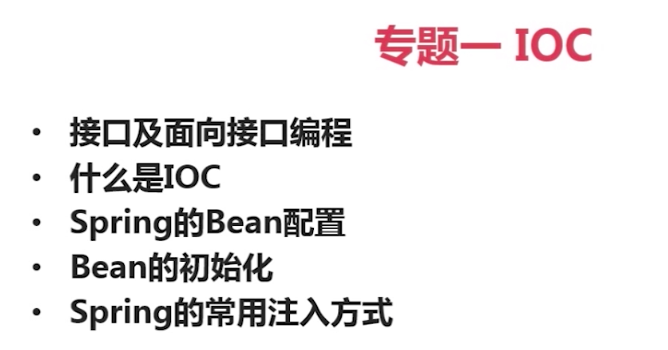 专题一 IOC
• 接口及面向接口编程
• 什么是IOC
• Spring的Bean配置
• Bean的初始化
• Spring的常用注入方式